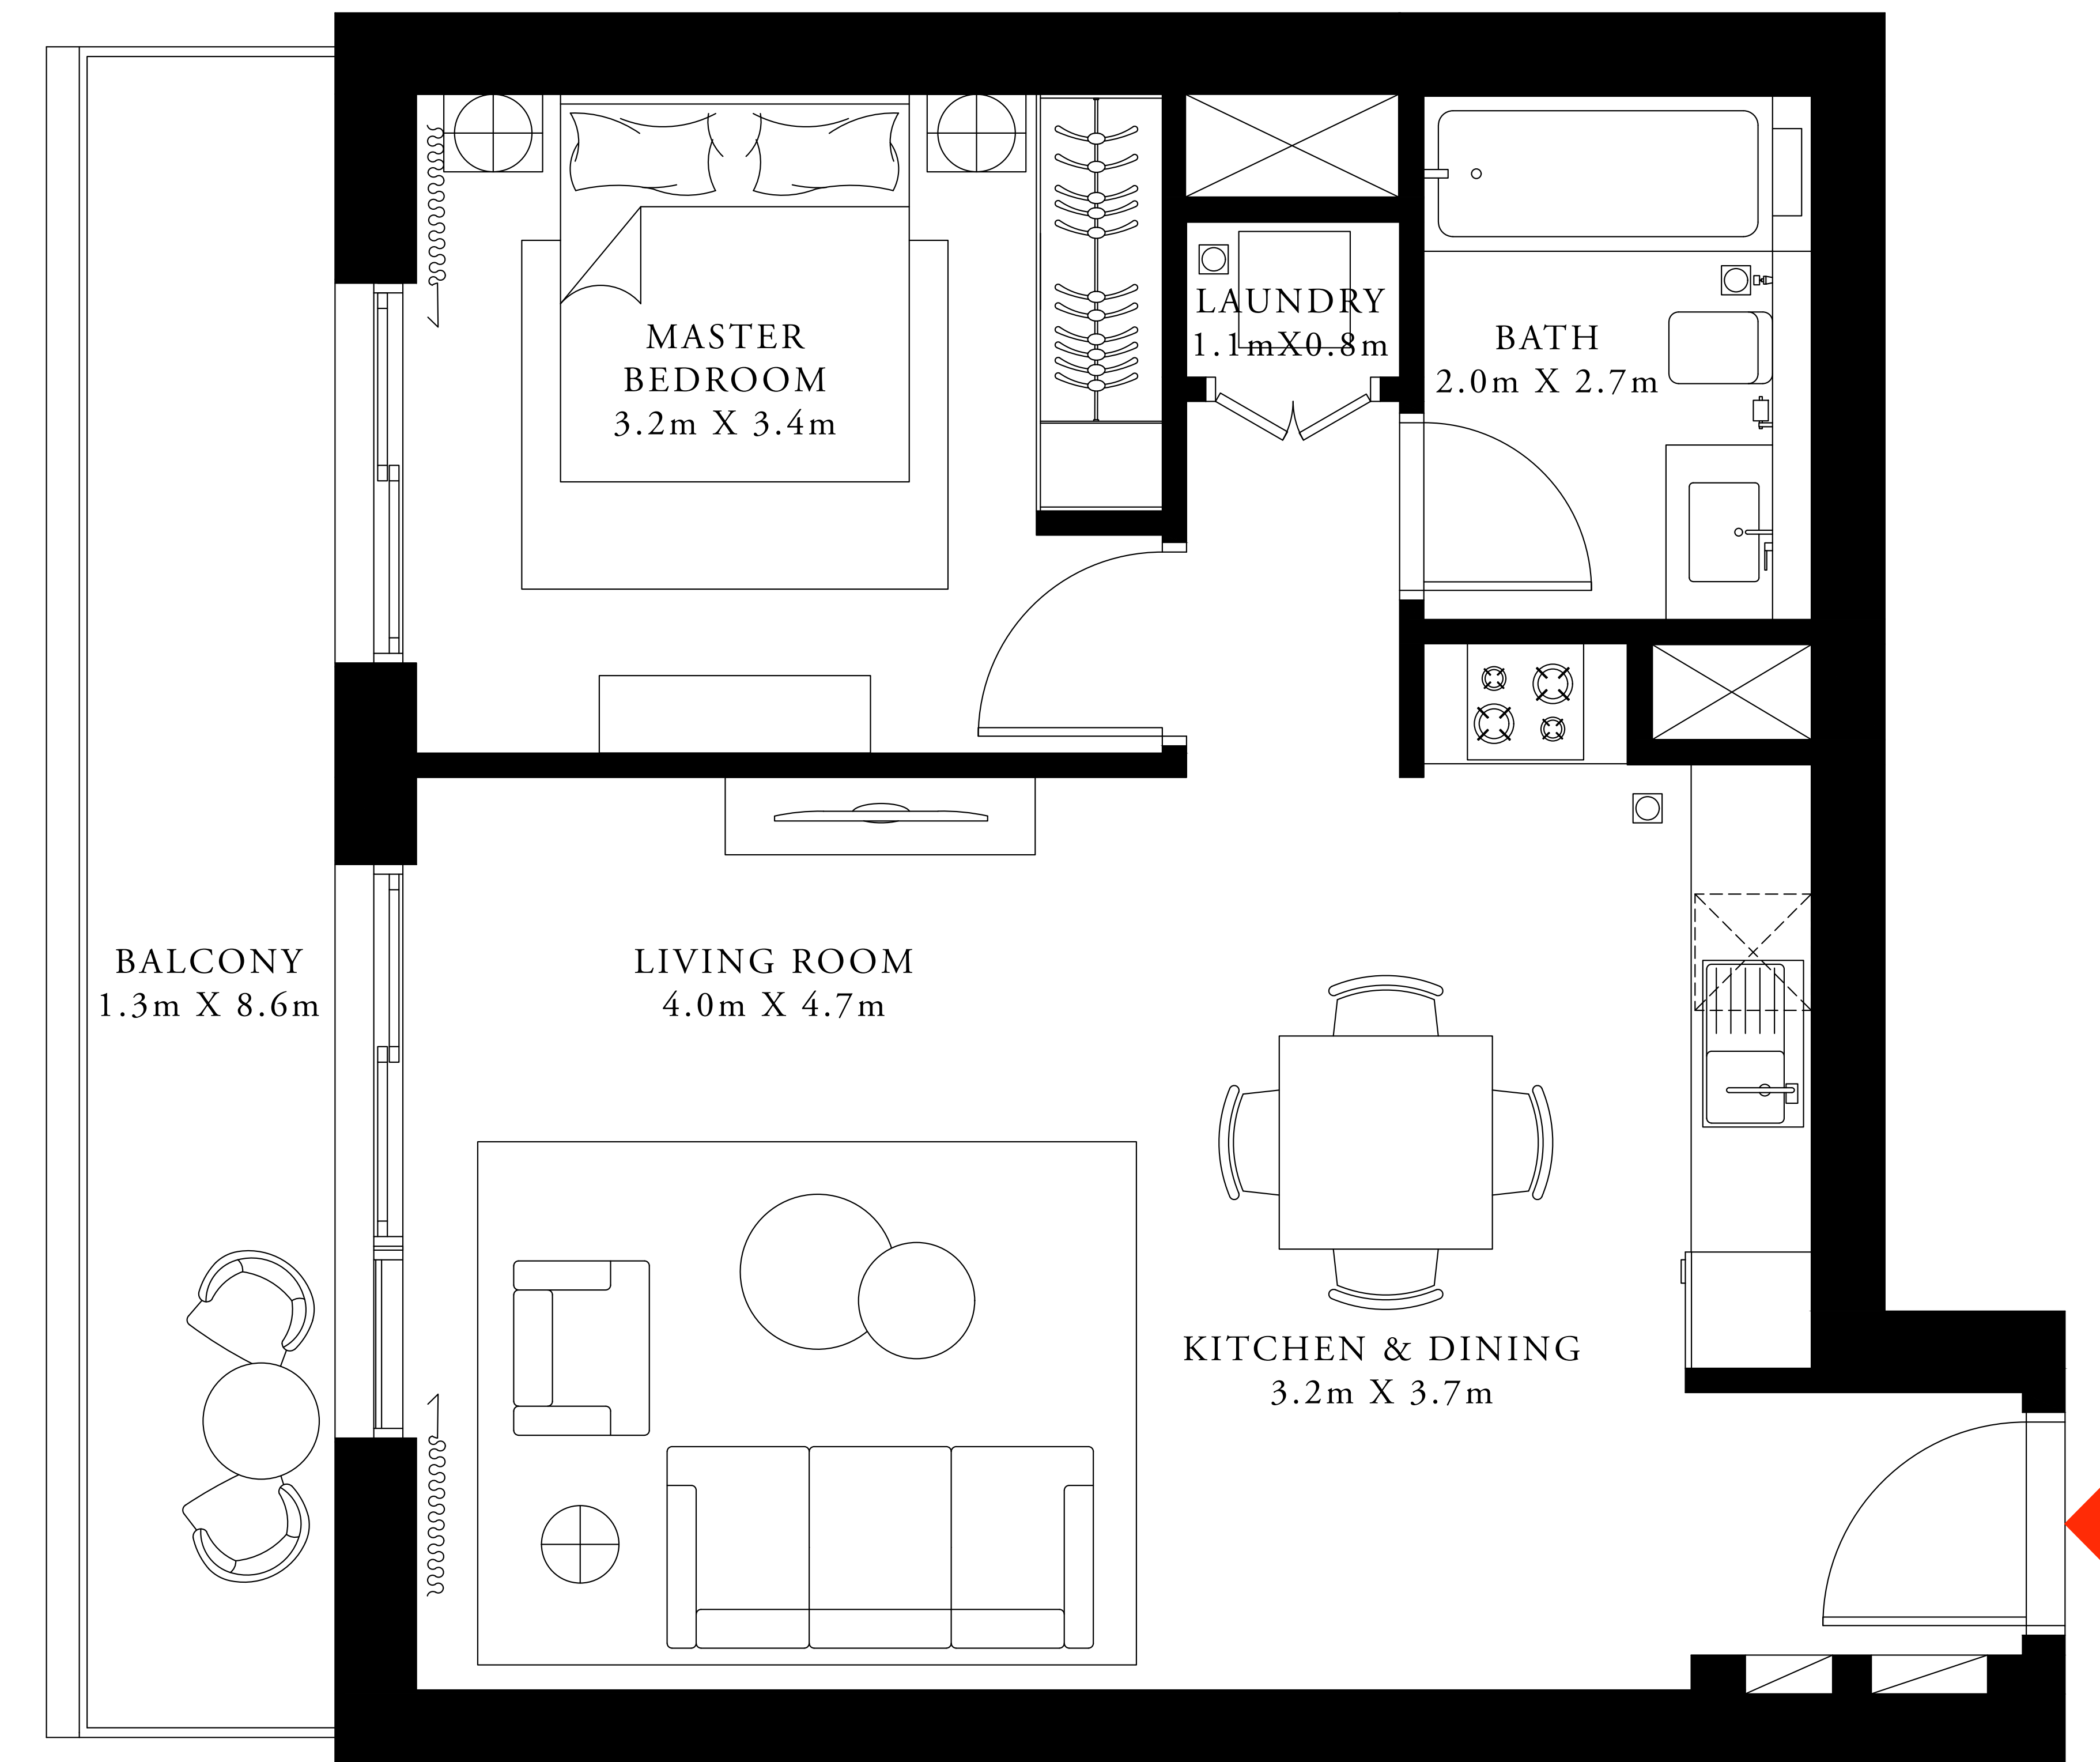 MASTER
BEDROOM
3.2m X 3.4m
LAUNDRY
1.1mX0.8m
BATH
2.0m X 2.7m
BALCONY
1.3m X 8.6m
LIVING ROOM
4.0m X 4.7m
KITCHEN & DINING
3.2m X 3.7m